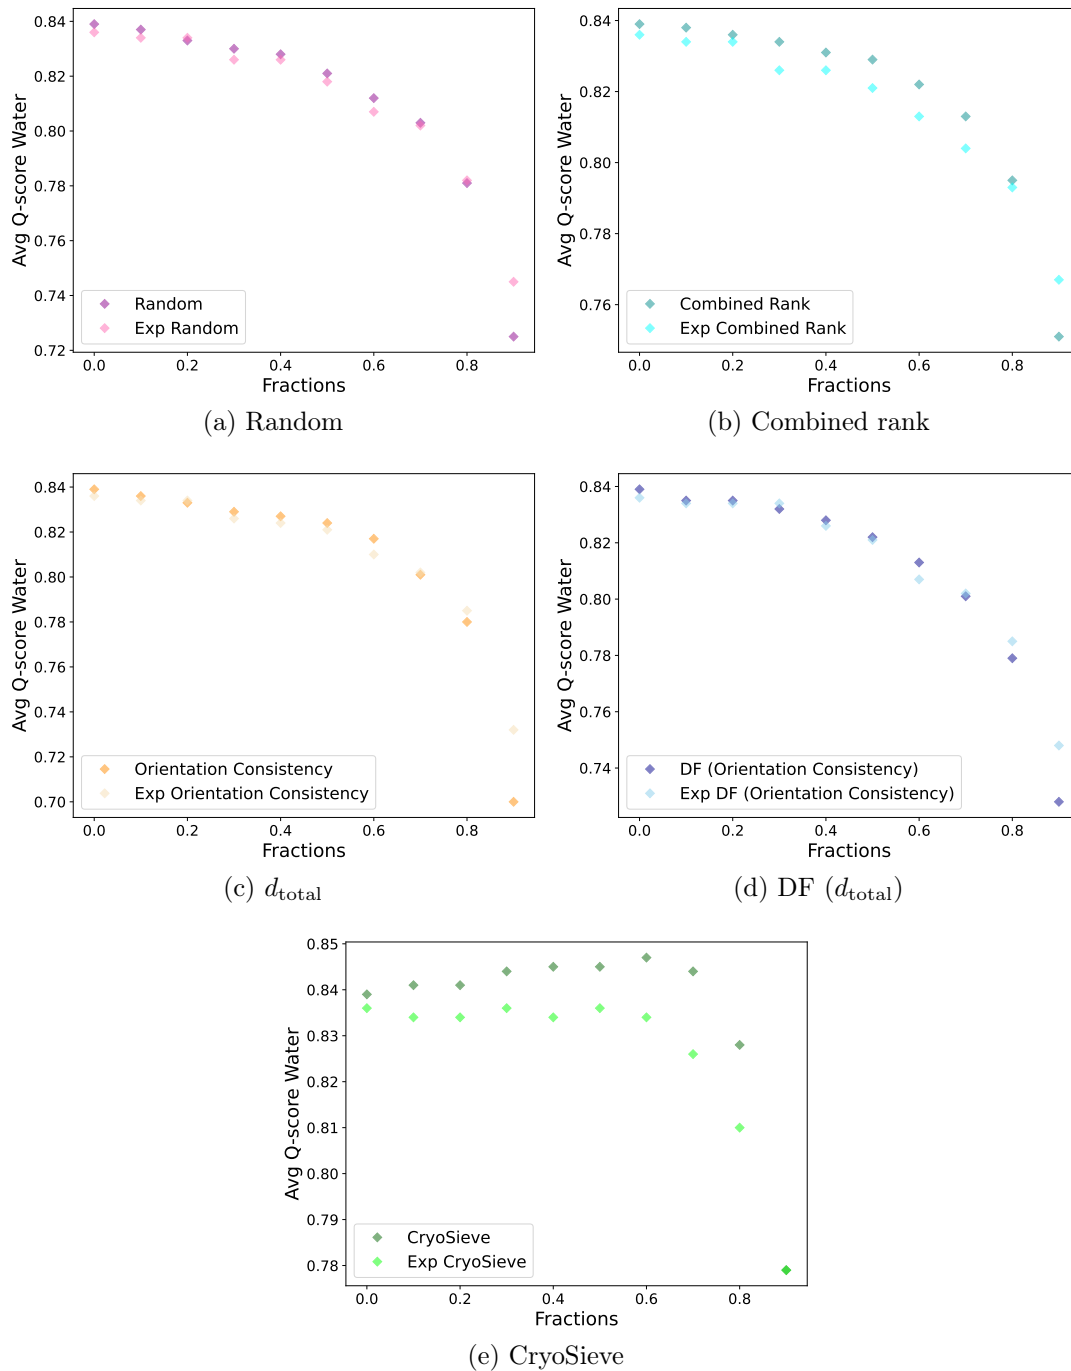 Avg Q-score Water
0.84
0.82
0.80
0.78
0.76
0.74
0.72
Random
Exp Random
0.0 0.2 0.4 0.6 0.8
Fractions
(a) Random
Avg Q-score Water
0.84
0.82
0.80
0.78
0.76
Combined Rank
Exp Combined Rank
0.0 0.2 0.4 0.6 0.8
Fractions
(b) Combined rank
Avg Q-score Water
0.84
0.82
0.80
0.78
0.76
0.74
0.72
0.70
Orientation Consistency
Exp Orientation Consistency
0.0 0.2 0.4 0.6 0.8
Fractions
(c) d_total
Avg Q-score Water
0.84
0.82
0.80
0.78
0.76
0.74
DF (Orientation Consistency)
Exp DF (Orientation Consistency)
0.0 0.2 0.4 0.6 0.8
Fractions
(d) DF (d_total)
Avg Q-score Water
0.85
0.84
0.83
0.82
0.81
0.80
0.79
0.78
CryoSieve
Exp CryoSieve
0.0 0.2 0.4 0.6 0.8
Fractions
(e) CryoSieve